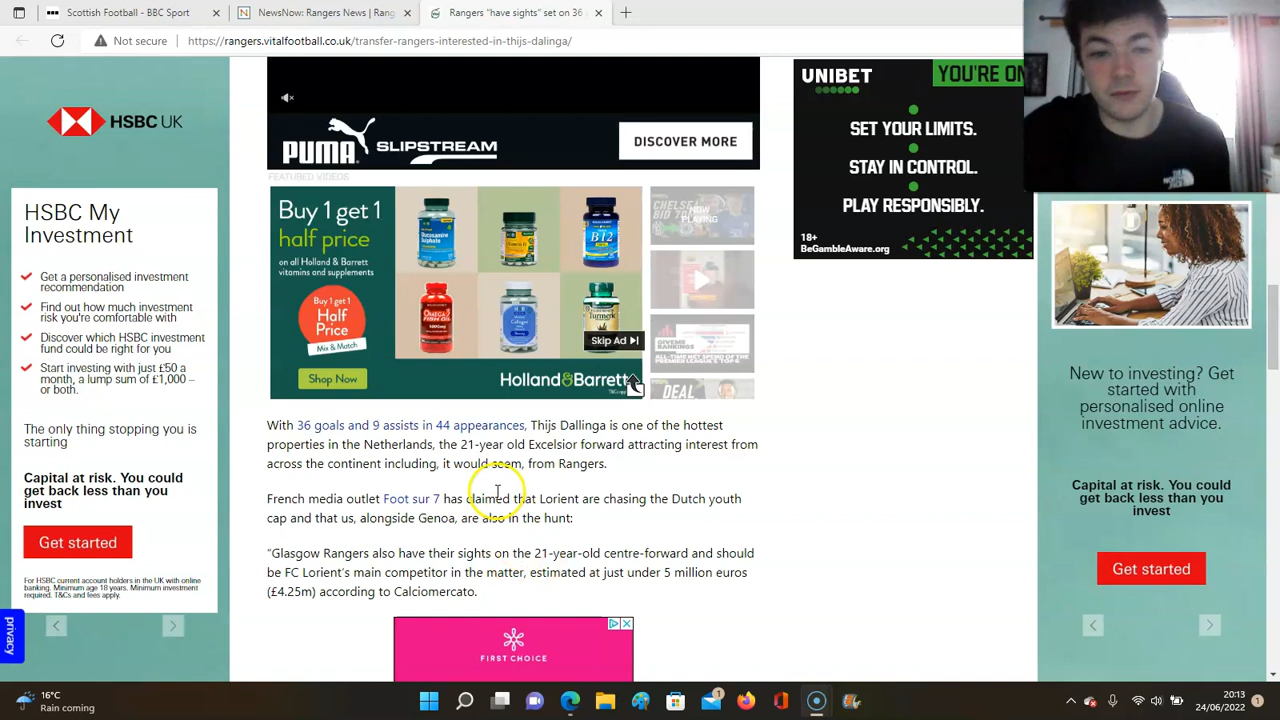 Scottish Football - BBC Sport
NewsNow: Rangers News | Rang
Rangers "have sights" set on 36
Not secure
https://rangers.vitalfootball.co.uk/transfer-rangers-interested-in-thijs-dalinga/
HSBC UK
HSBC My
Investment
Get a personalised investment
recommendation
Find out how much investment
risk you're comfortable with
Discover which HSBC investment
fund could be right for you
Start investing with just £50 a
month, a lump sum of £1,000 –
or both.
The only thing stopping you is
starting
Capital at risk. You could
get back less than you
invest
Get started
For HSBC current account holders in the UK with online
banking. Minimum age 18 years. Minimum investment
required. T&Cs and fees apply.
privacy
PUMA SLIPSTREAM
DISCOVER MORE
FEATURED VIDEOS
Buy 1 get 1
half price
on all Holland & Barrett
vitamins and supplements
Buy 1 get 1
Half
Price
Mix & Match
Shop Now
B12
Skip Ad
Holland&Barrett
CHELSEA
BID
NOW
PLAYING
GIVEME
RANKINGS
ALL-TIME NET SPEND OF THE
PREMIER LEAGUE'S 'TOP 6'
DEAL
With 36 goals and 9 assists in 44 appearances, Thijs Dallinga is one of the hottest
properties in the Netherlands, the 21-year old Excelsior forward attracting interest from
across the continent including, it would seem, from Rangers.
French media outlet Foot sur 7 has claimed that Lorient are chasing the Dutch youth
cap and that us, alongside Genoa, are also in the hunt:
"Glasgow Rangers also have their sights on the 21-year-old centre-forward and should
be FC Lorient's main competitor in the matter, estimated at just under 5 million euros
(£4.25m) according to Calciomercato.
FIRST CHOICE
UNIBET
YOU'RE ON
SET YOUR LIMITS.
STAY IN CONTROL.
PLAY RESPONSIBLY.
18+
BeGambleAware.org
New to investing? Get
started with
personalised online
investment advice.
Capital at risk. You could
get back less than you
invest
Get started
16°C
Rain coming
20:13
24/06/2022